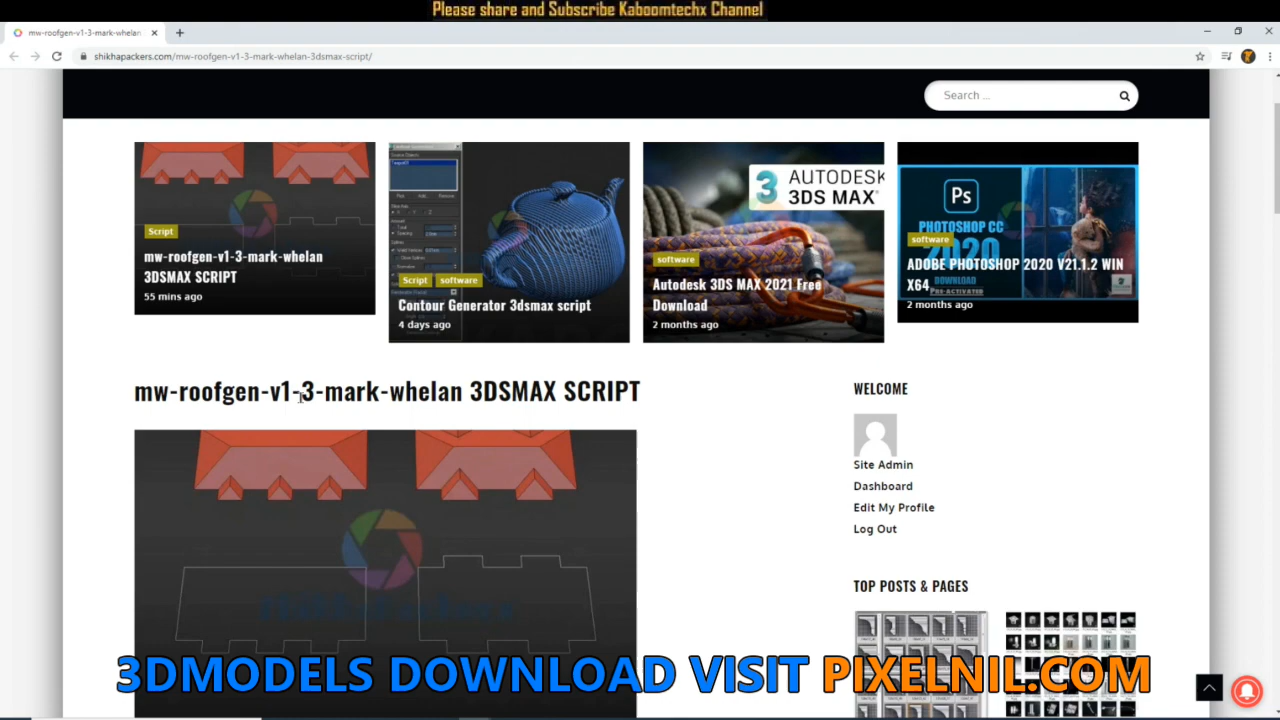 Please share and Subscribe Kaboomtechx Channel
mw-roofgen-v1-3-mark-whelan
shikhapackers.com/mw-roofgen-v1-3-mark-whelan-3dsmax-script/
Search ...
Script
mw-roofgen-v1-3-mark-whelan
3DSMAX SCRIPT
55 mins ago
Script software
Contour Generator 3dsmax script
4 days ago
3 AUTODESK
3DS MAX
software
Autodesk 3DS MAX 2021 Free
Download
2 months ago
Ps
PHOTOSHOP CC
2020
DOWNLOAD
PRE-ACTIVATED
software
ADOBE PHOTOSHOP 2020 V21.1.2 WIN
X64
2 months ago
mw-roofgen-v1-3-mark-whelan 3DSMAX SCRIPT
WELCOME
Site Admin
Dashboard
Edit My Profile
Log Out
TOP POSTS & PAGES
Shikhapackers
3DMODELS DOWNLOAD VISIT PIXELNIL.COM